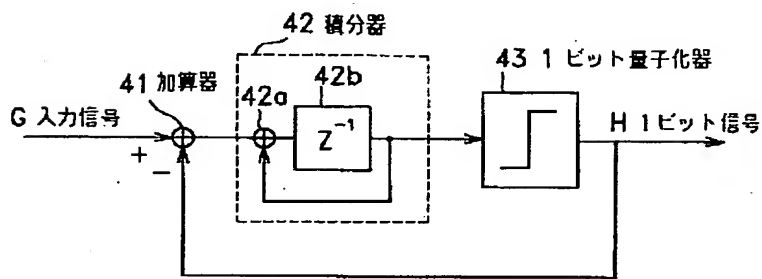 42 積分器
43 1 ビット量子化器
41 加算器
42a
42b
G 入力信号
H 1ビット信号
+
−
Z⁻¹